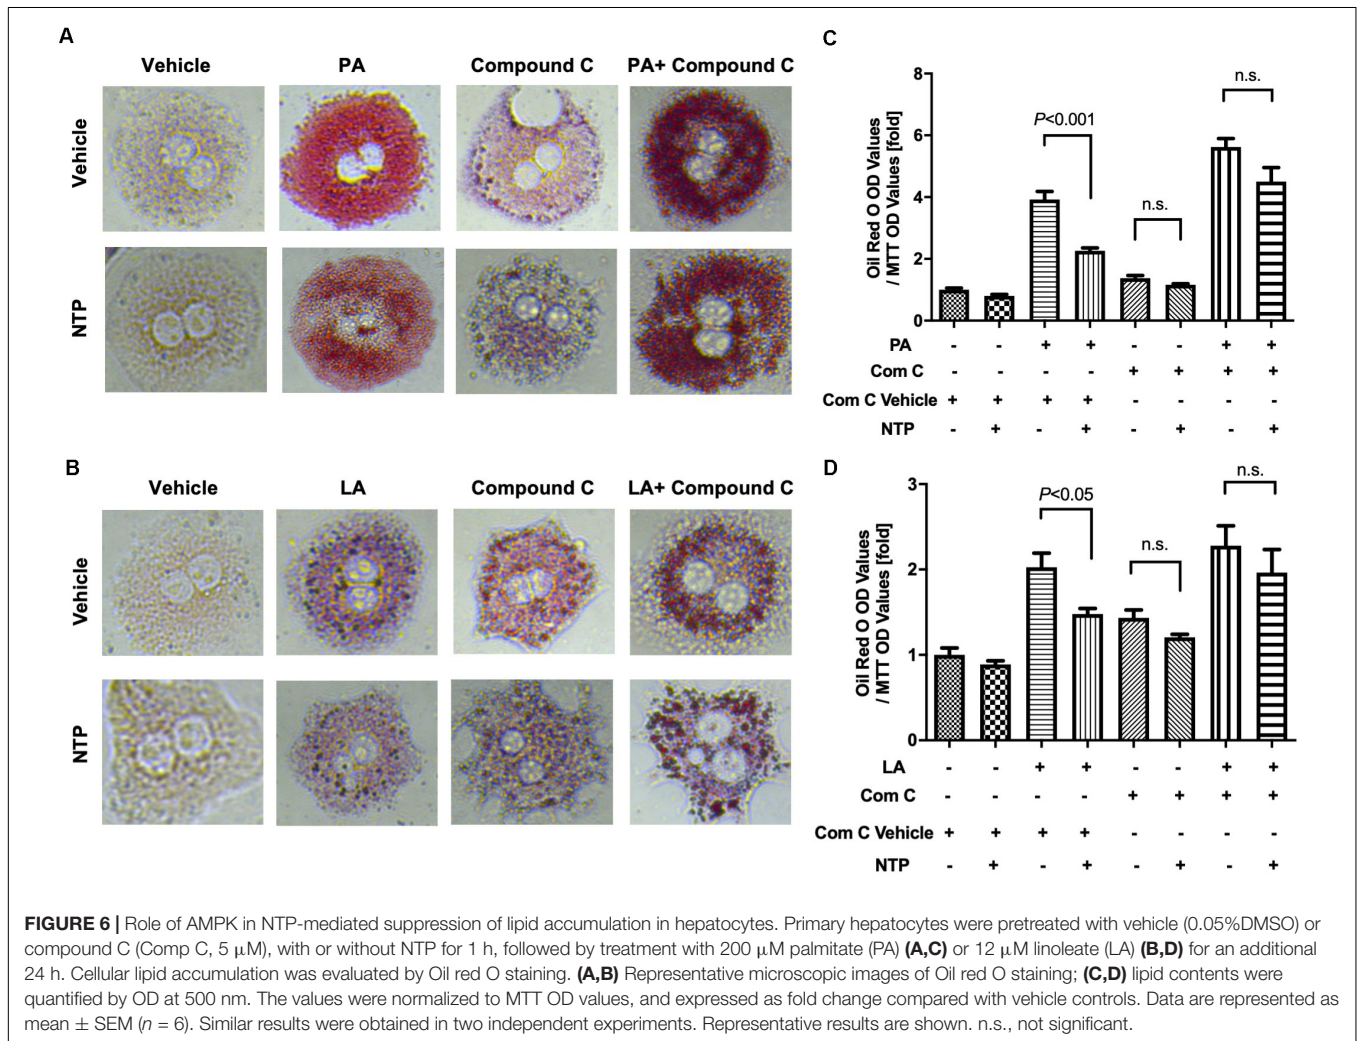 A
Vehicle PA Compound C PA+ Compound C
Vehicle
NTP
B
Vehicle LA Compound C LA+ Compound C
Vehicle
NTP
C
Oil Red O OD Values
/ MTT OD Values [fold]
8
6
4
2
0
P<0.001
n.s.
n.s.
PA - - + + - - + +
Com C - - - - + + + +
Com C Vehicle + + + + - - - -
NTP - + - + - + - +
D
Oil Red O OD Values
/ MTT OD Values [fold]
3
2
1
0
P<0.05
n.s.
n.s.
LA - - + + - - + +
Com C - - - - + + + +
Com C Vehicle + + + + - - - -
NTP - + - + - + - +
FIGURE 6 | Role of AMPK in NTP-mediated suppression of lipid accumulation in hepatocytes. Primary hepatocytes were pretreated with vehicle (0.05%DMSO) or
compound C (Comp C, 5 μM), with or without NTP for 1 h, followed by treatment with 200 μM palmitate (PA) (A,C) or 12 μM linoleate (LA) (B,D) for an additional
24 h. Cellular lipid accumulation was evaluated by Oil red O staining. (A,B) Representative microscopic images of Oil red O staining; (C,D) lipid contents were
quantified by OD at 500 nm. The values were normalized to MTT OD values, and expressed as fold change compared with vehicle controls. Data are represented as
mean ± SEM (n = 6). Similar results were obtained in two independent experiments. Representative results are shown. n.s., not significant.